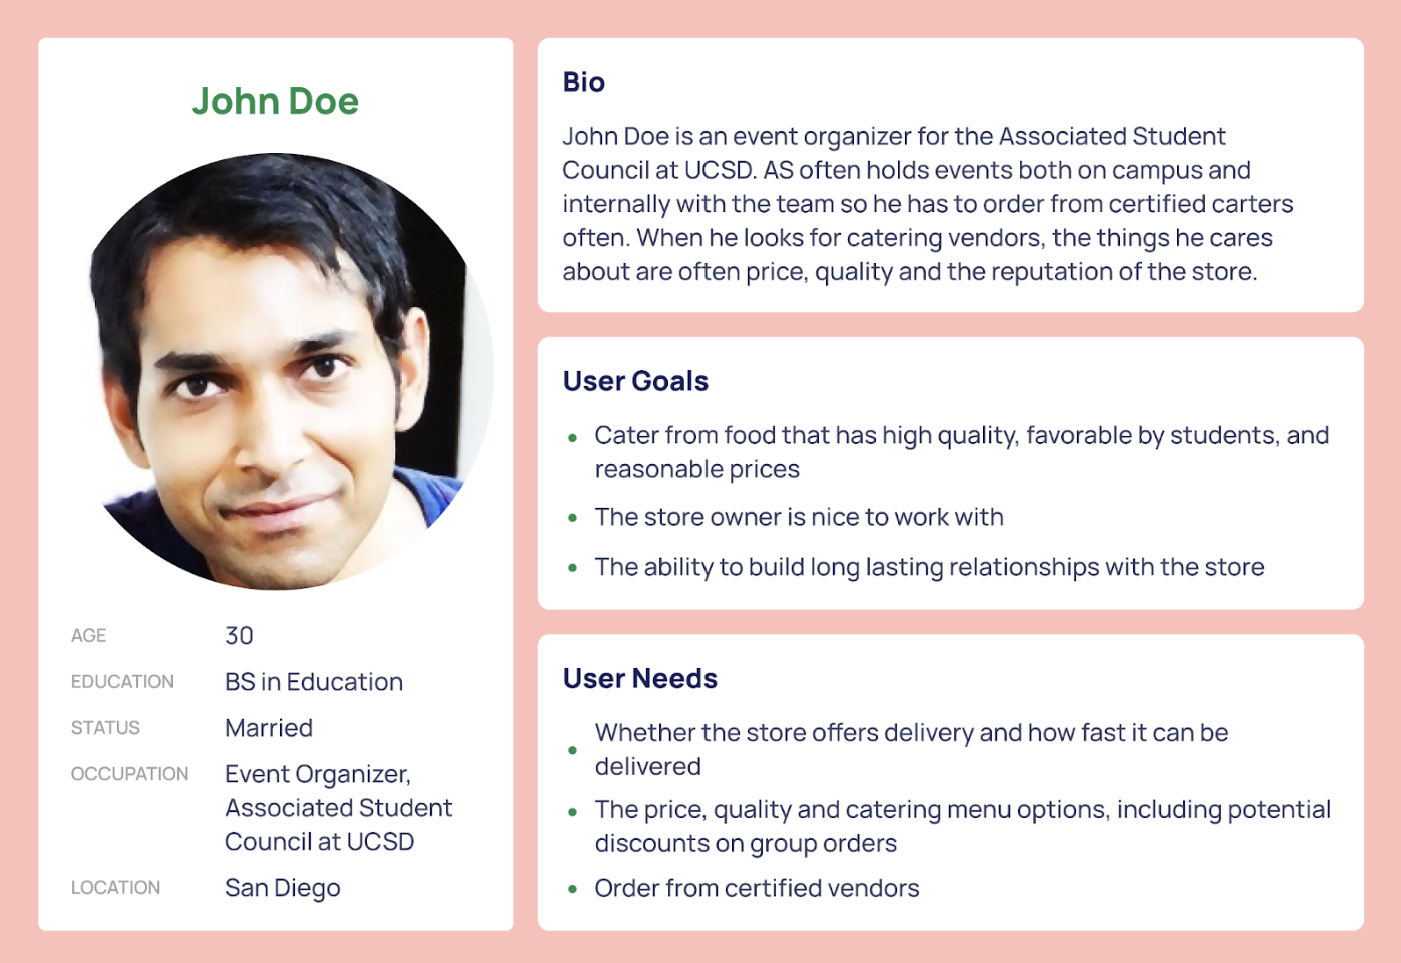 John Doe
AGE 30
EDUCATION BS in Education
STATUS Married
OCCUPATION Event Organizer,
Associated Student
Council at UCSD
LOCATION San Diego
Bio
John Doe is an event organizer for the Associated Student
Council at UCSD. AS often holds events both on campus and
internally with the team so he has to order from certified carters
often. When he looks for catering vendors, the things he cares
about are often price, quality and the reputation of the store.
User Goals
• Cater from food that has high quality, favorable by students, and
reasonable prices
• The store owner is nice to work with
• The ability to build long lasting relationships with the store
User Needs
• Whether the store offers delivery and how fast it can be
delivered
• The price, quality and catering menu options, including potential
discounts on group orders
• Order from certified vendors